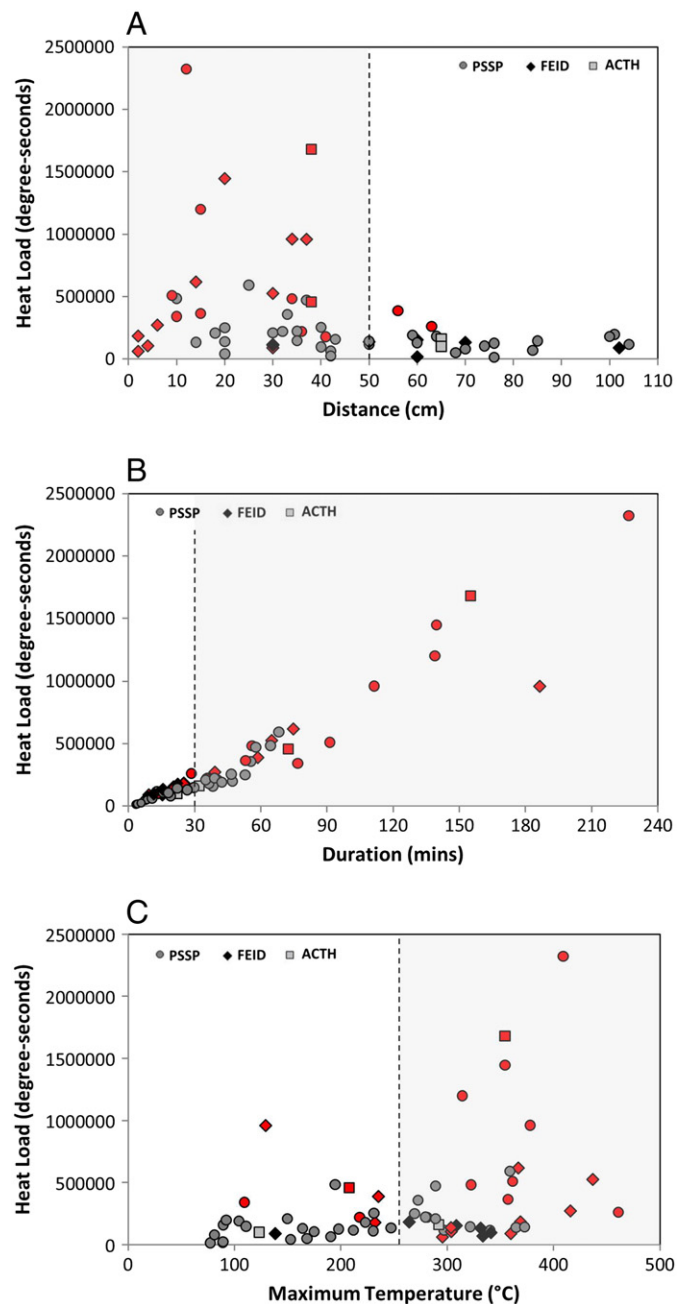 A
Heat Load (degree-seconds)
2500000
2000000
1500000
1000000
500000
0
PSSP FEID ACTH
0 10 20 30 40 50 60 70 80 90 100 110
Distance (cm)
B
Heat Load (degree-seconds)
2500000
2000000
1500000
1000000
500000
0
PSSP FEID ACTH
0 30 60 90 120 150 180 210 240
Duration (mins)
C
Heat Load (degree-seconds)
2500000
2000000
1500000
1000000
500000
0
PSSP FEID ACTH
0 100 200 300 400 500
Maximum Temperature (°C)